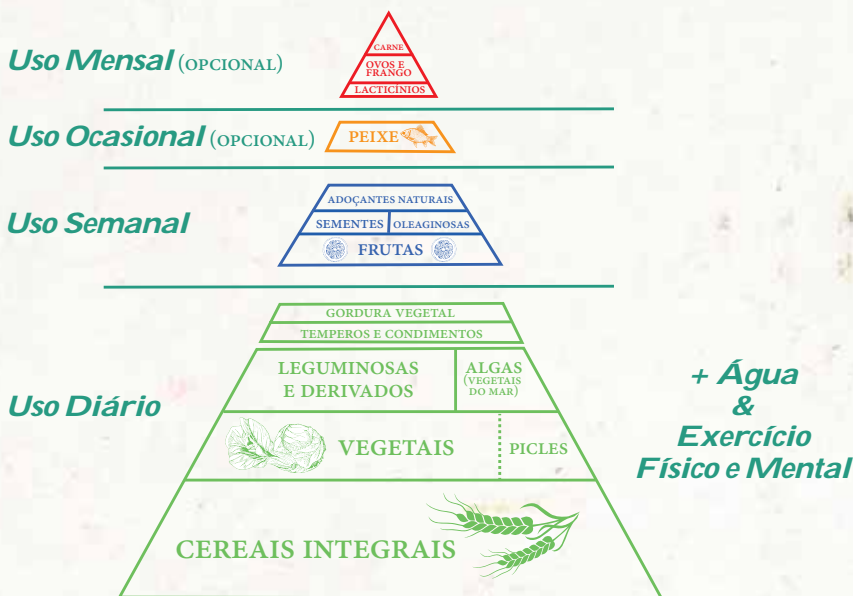 Uso Mensal (OPCIONAL)
CARNE
OVOS E
FRANGO
LACTICÍNIOS
Uso Ocasional (OPCIONAL)
PEIXE
Uso Semanal
ADOÇANTES NATURAIS
SEMENTES
OLEAGINOSAS
FRUTAS
Uso Diário
GORDURA VEGETAL
TEMPEROS E CONDIMENTOS
LEGUMINOSAS
E DERIVADOS
ALGAS
(VEGETAIS
DO MAR)
VEGETAIS
PICLES
CEREAIS INTEGRAIS
+ Água
&
Exercício
Físico e Mental